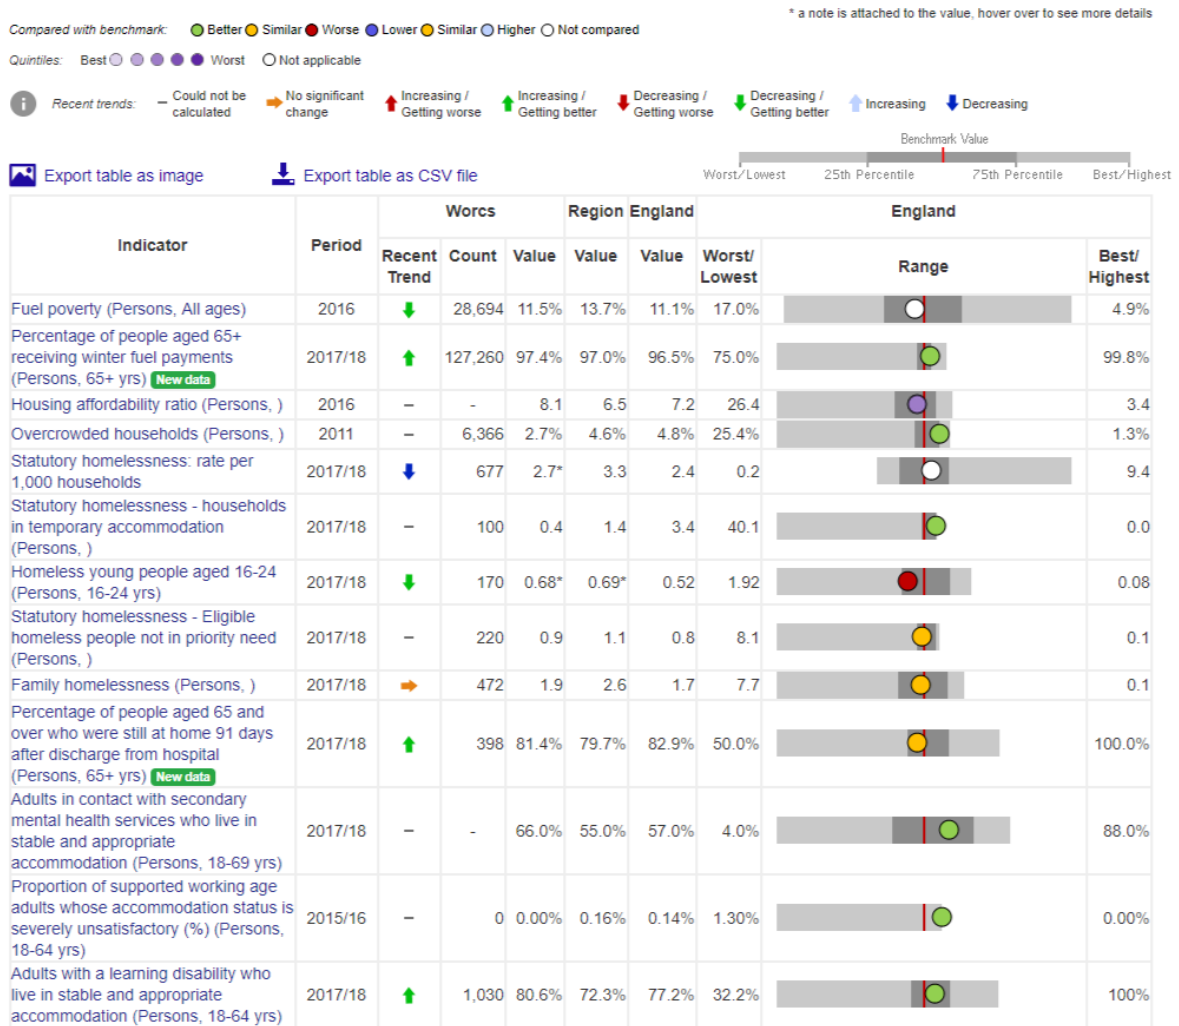 * a note is attached to the value, hover over to see more details
Compared with benchmark: Better Similar Worse Lower Similar Higher Not compared
Quintiles: Best Worst Not applicable
Recent trends: – Could not be calculated No significant change Increasing / Getting worse Increasing / Getting better Decreasing / Getting worse Decreasing / Getting better Increasing Decreasing
Benchmark Value
Export table as image Export table as CSV file
Worst/Lowest 25th Percentile 75th Percentile Best/Highest
Worcs Region England England
Indicator Period Recent Trend Count Value Value Value Worst/ Lowest Range Best/ Highest
Fuel poverty (Persons, All ages) 2016 28,694 11.5% 13.7% 11.1% 17.0% 4.9%
Percentage of people aged 65+
receiving winter fuel payments 2017/18 127,260 97.4% 97.0% 96.5% 75.0% 99.8%
(Persons, 65+ yrs) New data
Housing affordability ratio (Persons, ) 2016 – - 8.1 6.5 7.2 26.4 3.4
Overcrowded households (Persons, ) 2011 – 6,366 2.7% 4.6% 4.8% 25.4% 1.3%
Statutory homelessness: rate per
1,000 households 2017/18 677 2.7* 3.3 2.4 0.2 9.4
Statutory homelessness - households
in temporary accommodation 2017/18 – 100 0.4 1.4 3.4 40.1 0.0
(Persons, )
Homeless young people aged 16-24
(Persons, 16-24 yrs) 2017/18 170 0.68* 0.69* 0.52 1.92 0.08
Statutory homelessness - Eligible
homeless people not in priority need 2017/18 – 220 0.9 1.1 0.8 8.1 0.1
(Persons, )
Family homelessness (Persons, ) 2017/18 472 1.9 2.6 1.7 7.7 0.1
Percentage of people aged 65 and
over who were still at home 91 days
after discharge from hospital 2017/18 398 81.4% 79.7% 82.9% 50.0% 100.0%
(Persons, 65+ yrs) New data
Adults in contact with secondary
mental health services who live in
stable and appropriate 2017/18 – - 66.0% 55.0% 57.0% 4.0% 88.0%
accommodation (Persons, 18-69 yrs)
Proportion of supported working age
adults whose accommodation status is
severely unsatisfactory (%) (Persons, 2015/16 – 0 0.00% 0.16% 0.14% 1.30% 0.00%
18-64 yrs)
Adults with a learning disability who
live in stable and appropriate 2017/18 1,030 80.6% 72.3% 77.2% 32.2% 100%
accommodation (Persons, 18-64 yrs)